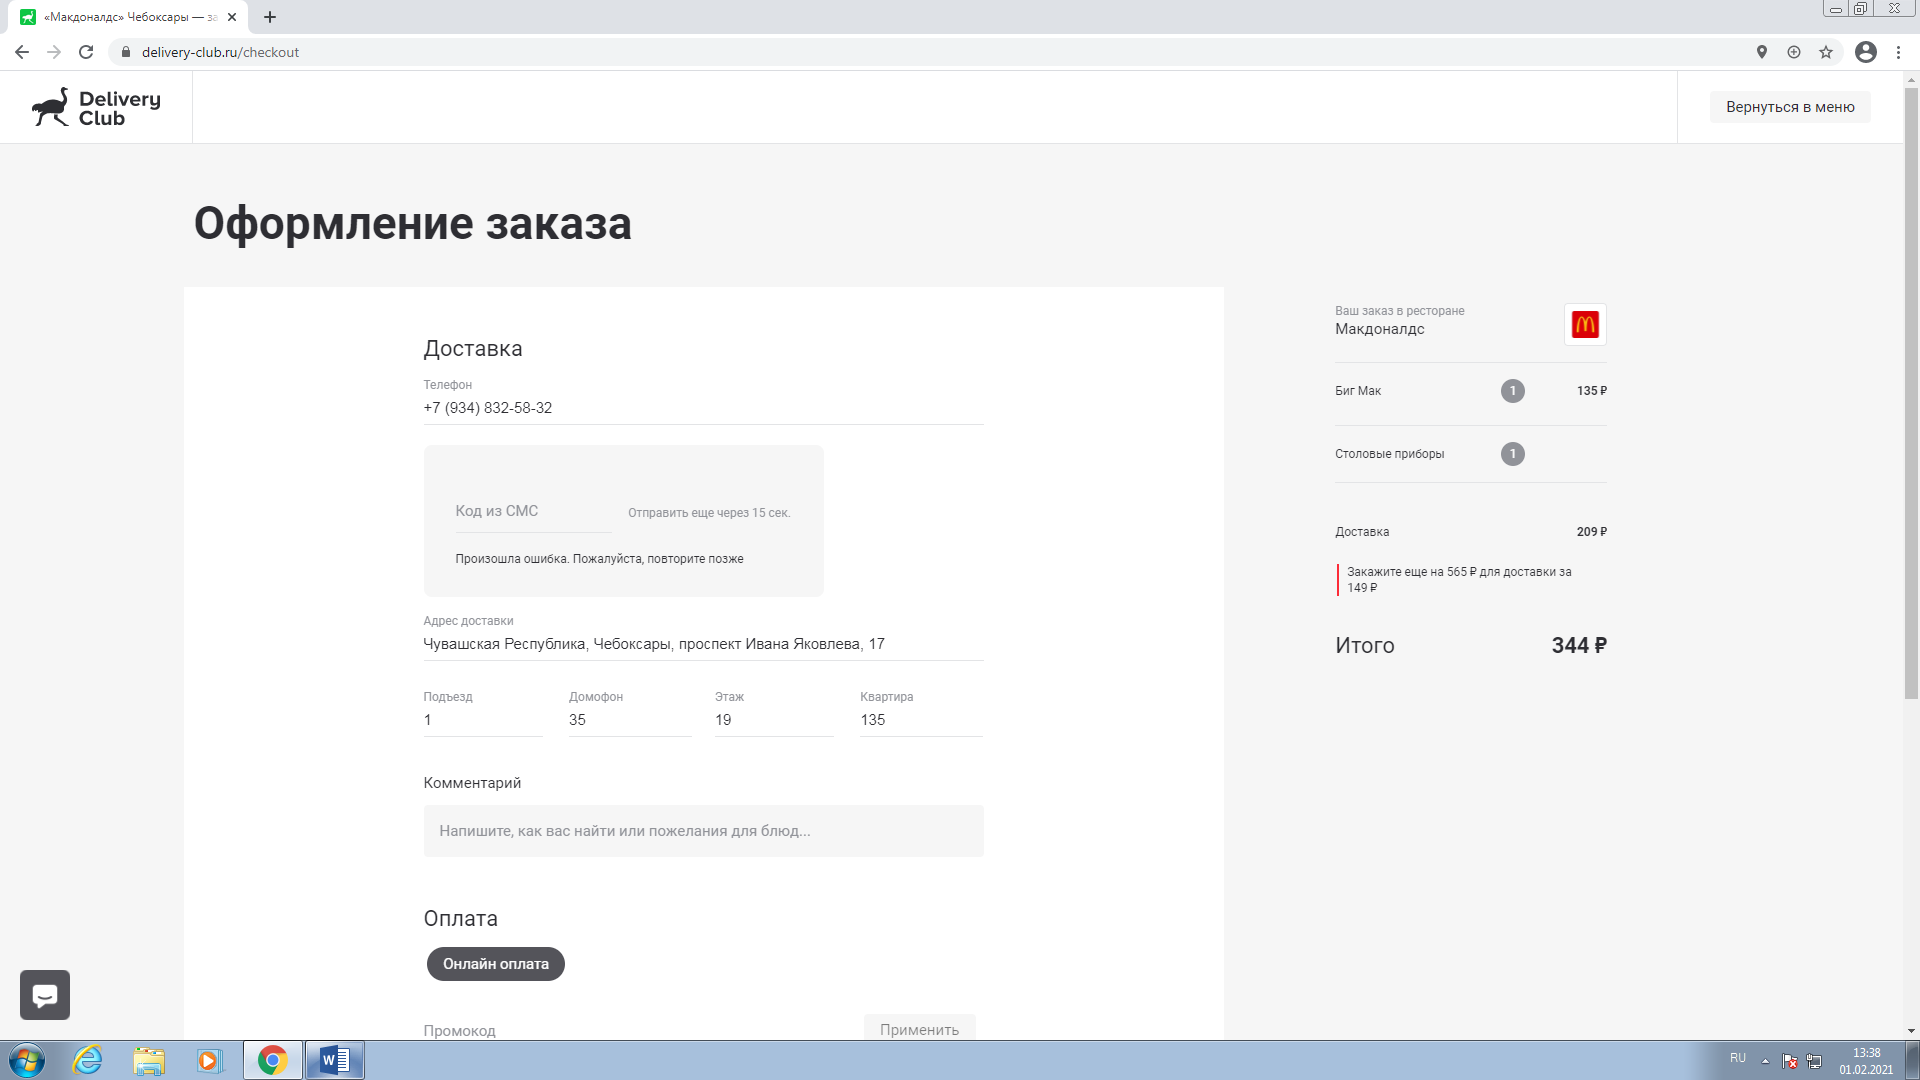 «Макдоналдс» Чебоксары — за
delivery-club.ru/checkout
Delivery
Club
Вернуться в меню
Оформление заказа
Доставка
Телефон
+7 (934) 832-58-32
Код из СМС
Отправить еще через 15 сек.
Произошла ошибка. Пожалуйста, повторите позже
Адрес доставки
Чувашская Республика, Чебоксары, проспект Ивана Яковлева, 17
Подъезд Домофон Этаж Квартира
1 35 19 135
Комментарий
Напишите, как вас найти или пожелания для блюд...
Оплата
Онлайн оплата
Промокод
Применить
Ваш заказ в ресторане
Макдоналдс
Биг Мак 1 135 ₽
Столовые приборы 1
Доставка 209 ₽
Закажите еще на 565 ₽ для доставки за
149 ₽
Итого 344 ₽
RU
13:38
01.02.2021